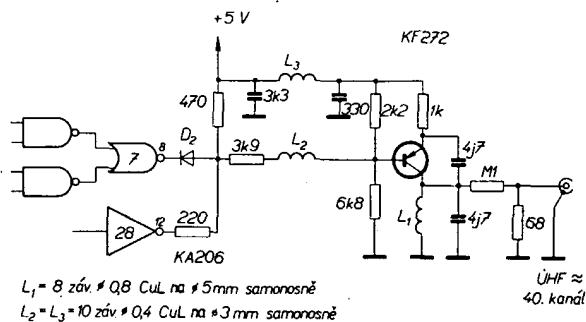 +5 V
KF272
L3
470
3k3
330
2k2
1k
8
D2
7
3k9
L2
4j7
M1
6k8
L1
4j7
68
28
12
220
KA206
ÚHF ≈
40. kanál
L1 = 8 záv. ø 0,8 CuL na ø 5 mm samonosně
L2 = L3 = 10 záv. ø 0,4 CuL na ø 3 mm samonosně